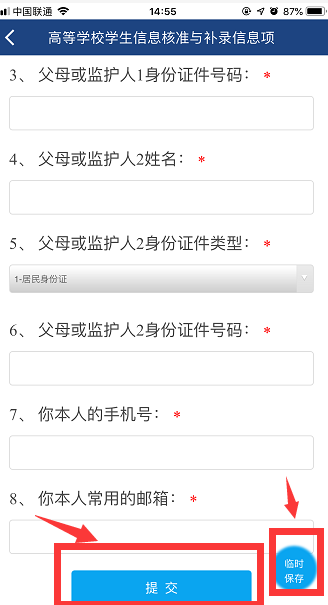 中国联通 14:55 87%
高等学校学生信息核准与补录信息项
3、 父母或监护人1身份证件号码： *
4、 父母或监护人2姓名： *
5、 父母或监护人2身份证件类型： *
1-居民身份证
6、 父母或监护人2身份证件号码： *
7、 你本人的手机号： *
8、 你本人常用的邮箱： *
临时
保存
提 交